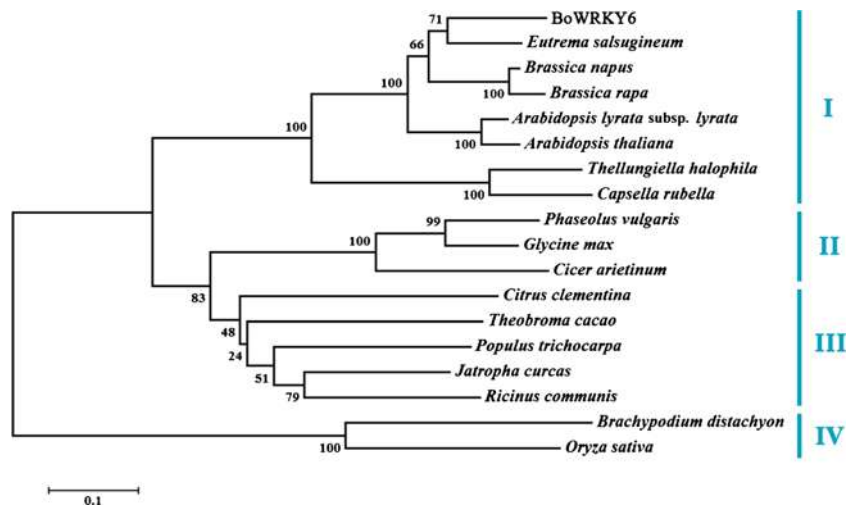 71
BoWRKY6
Eutrema salsugineum
66
Brassica napus
100
100
Brassica rapa
Arabidopsis lyrata subsp. lyrata
100
100
Arabidopsis thaliana
I
Thellungiella halophila
100
Capsella rubella
99
Phaseolus vulgaris
100
Glycine max
II
Cicer arietinum
83
Citrus clementina
48
Theobroma cacao
24
Populus trichocarpa
III
51
Jatropha curcas
79
Ricinus communis
Brachypodium distachyon
100
Oryza sativa
IV
0.1